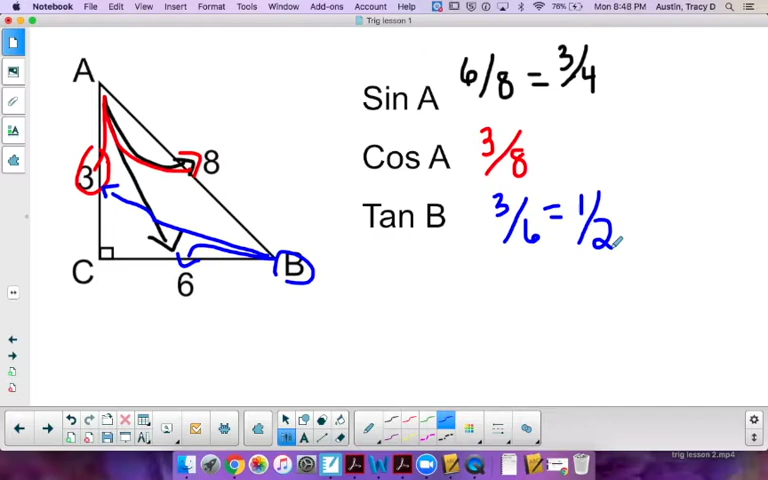 Notebook File Edit View Insert Format Tools Window Add-ons Account Help 76% Mon 8:48 PM Austin, Tracy D
Trig lesson 1
A
Sin A 6/8 = 3/4
3 8
Cos A 3/8
Tan B 3/6 = 1/2
C B
6
trig lesson 2.mp4